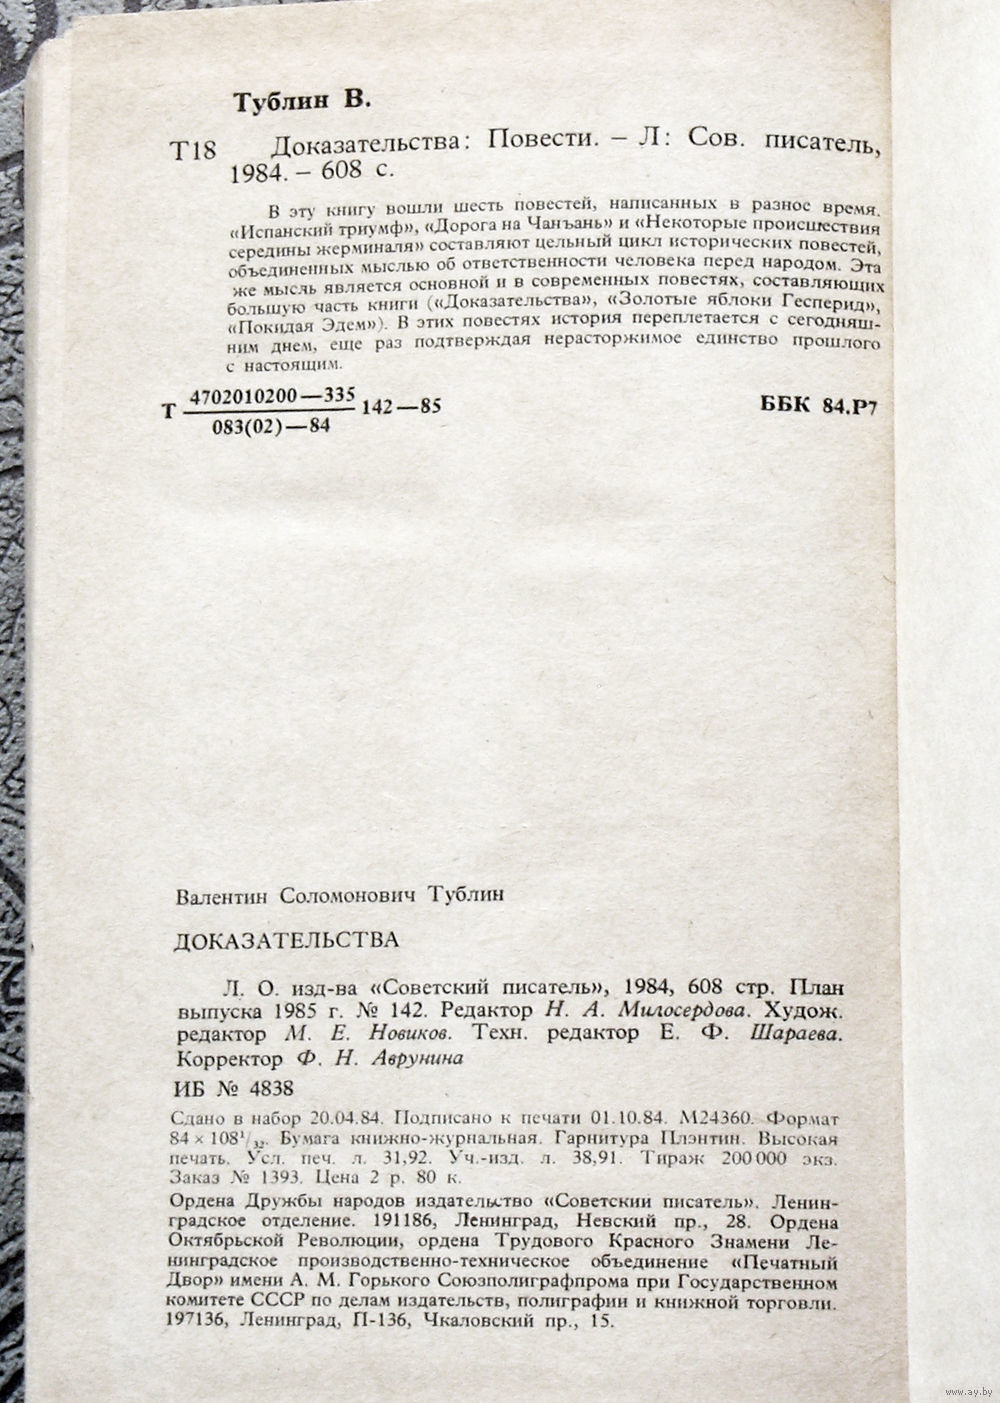 Тублин В.
Т18 Доказательства: Повести. – Л: Сов. писатель,
1984. – 608 с.
В эту книгу вошли шесть повестей, написанных в разное время.
«Испанский триумф», «Дорога на Чанъань» и «Некоторые происшествия
середины жерминаля» составляют цельный цикл исторических повестей,
объединенных мыслью об ответственности человека перед народом. Эта
же мысль является основной и в современных повестях, составляющих
большую часть книги («Доказательства», «Золотые яблоки Гесперид»,
«Покидая Эдем»). В этих повестях история переплетается с сегодняш-
ним днем, еще раз подтверждая нерасторжимое единство прошлого
с настоящим.
Т 4702010200—335 142—85 ББК 84.Р7
083(02)—84
Валентин Соломонович Тублин
ДОКАЗАТЕЛЬСТВА
Л. О. изд-ва «Советский писатель», 1984, 608 стр. План
выпуска 1985 г. № 142. Редактор Н. А. Милосердова. Худож.
редактор М. Е. Новиков. Техн. редактор Е. Ф. Шараева.
Корректор Ф. Н. Аврунина
ИБ № 4838
Сдано в набор 20.04.84. Подписано к печати 01.10.84. М24360. Формат
84×108¹/₃₂. Бумага книжно-журнальная. Гарнитура Плэнтин. Высокая
печать. Усл. печ. л. 31,92. Уч.-изд. л. 38,91. Тираж 200 000 экз.
Заказ № 1393. Цена 2 р. 80 к.
Ордена Дружбы народов издательство «Советский писатель». Ленин-
градское отделение. 191186, Ленинград, Невский пр., 28. Ордена
Октябрьской Революции, ордена Трудового Красного Знамени Ле-
нинградское производственно-техническое объединение «Печатный
Двор» имени А. М. Горького Союзполиграфпрома при Государственном
комитете СССР по делам издательств, полиграфии и книжной торговли.
197136, Ленинград, П-136, Чкаловский пр., 15.
www.ay.by